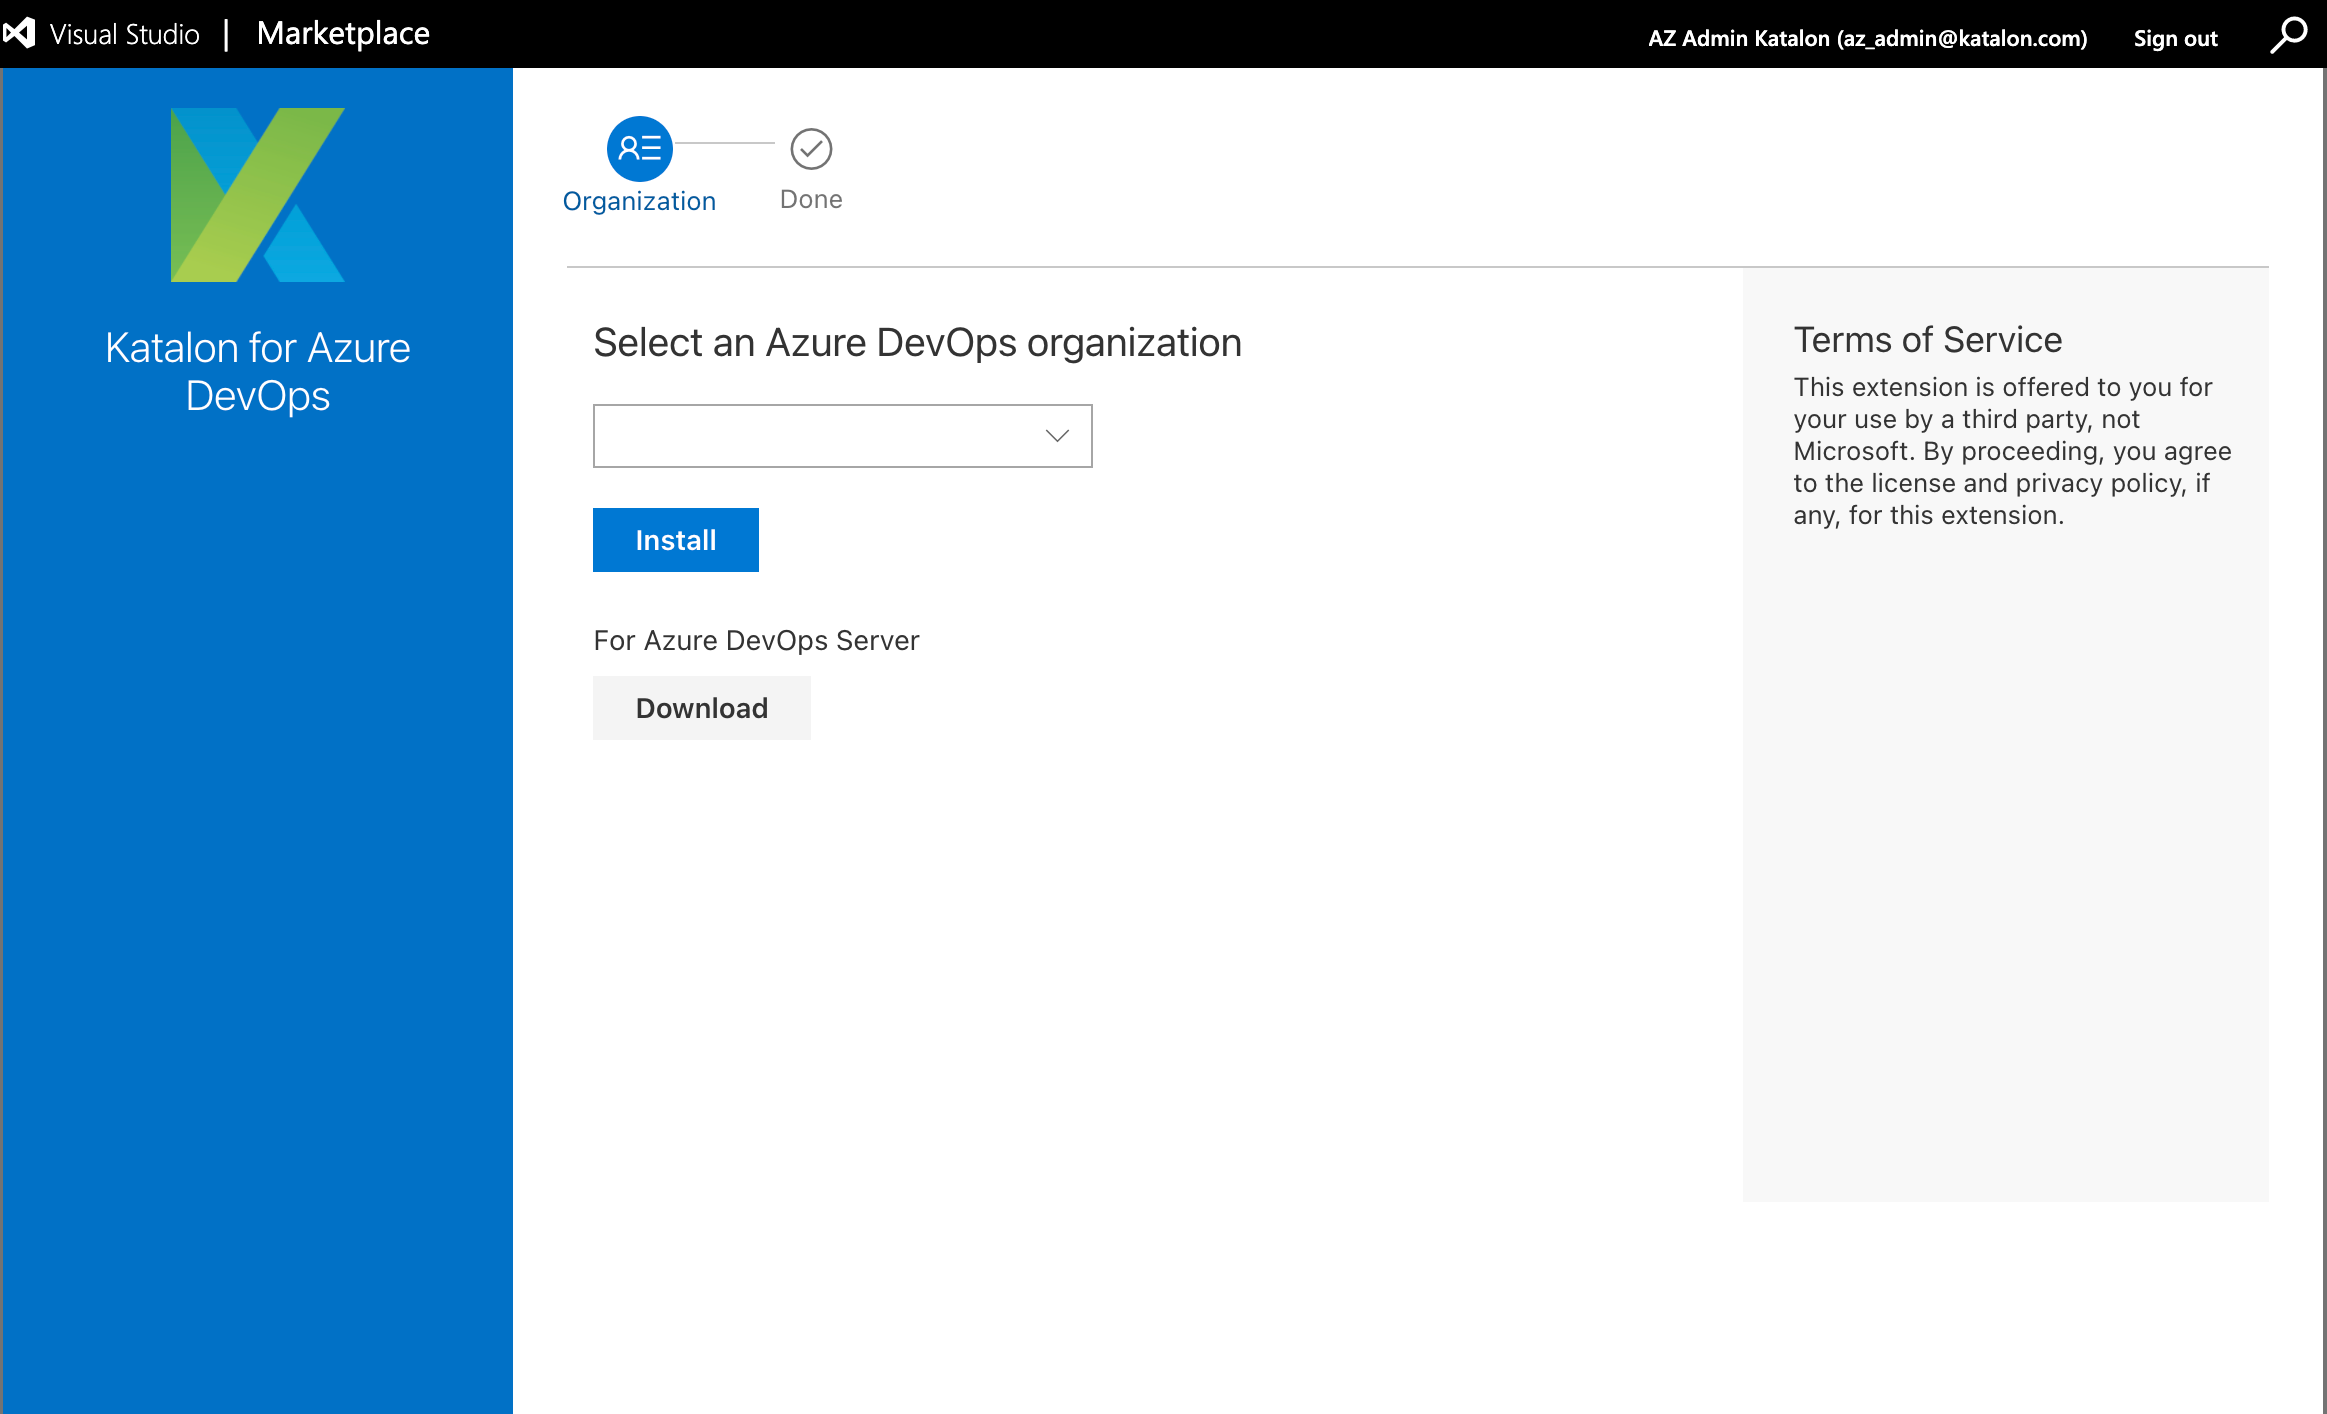 Visual Studio | Marketplace
AZ Admin Katalon (az_admin@katalon.com)
Sign out
Katalon for Azure
DevOps
Organization
Done
Select an Azure DevOps organization
Install
For Azure DevOps Server
Download
Terms of Service
This extension is offered to you for
your use by a third party, not
Microsoft. By proceeding, you agree
to the license and privacy policy, if
any, for this extension.